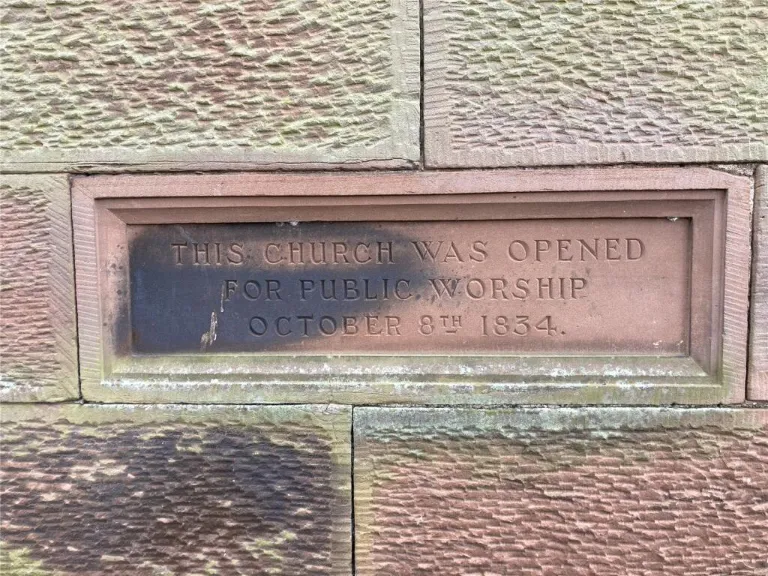 THIS CHURCH WAS OPENED
FOR PUBLIC WORSHIP
OCTOBER 8TH 1834.